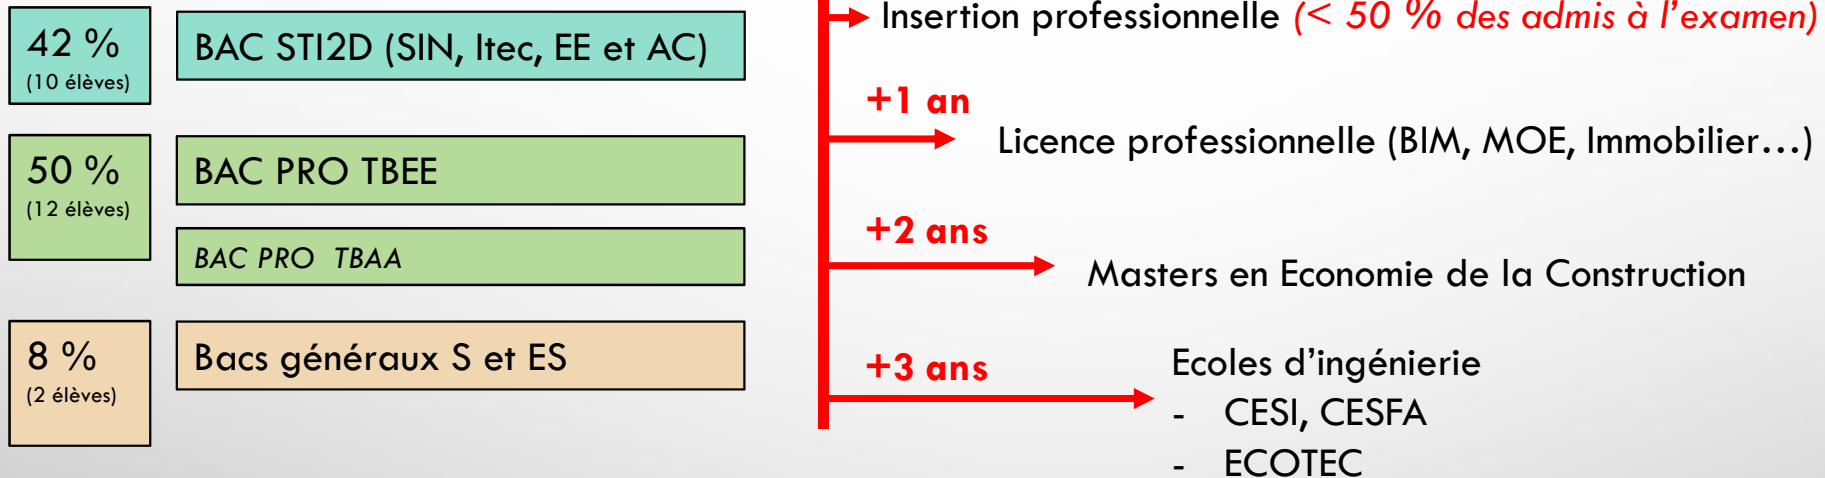 42 %
(10 élèves)
BAC STI2D (SIN, Itec, EE et AC)
50 %
(12 élèves)
BAC PRO TBEE
BAC PRO TBAA
8 %
(2 élèves)
Bacs généraux S et ES
Insertion professionnelle (< 50 % des admis à l'examen)
+1 an
Licence professionnelle (BIM, MOE, Immobilier…)
+2 ans
Masters en Economie de la Construction
+3 ans
Ecoles d'ingénierie
- CESI, CESFA
- ECOTEC